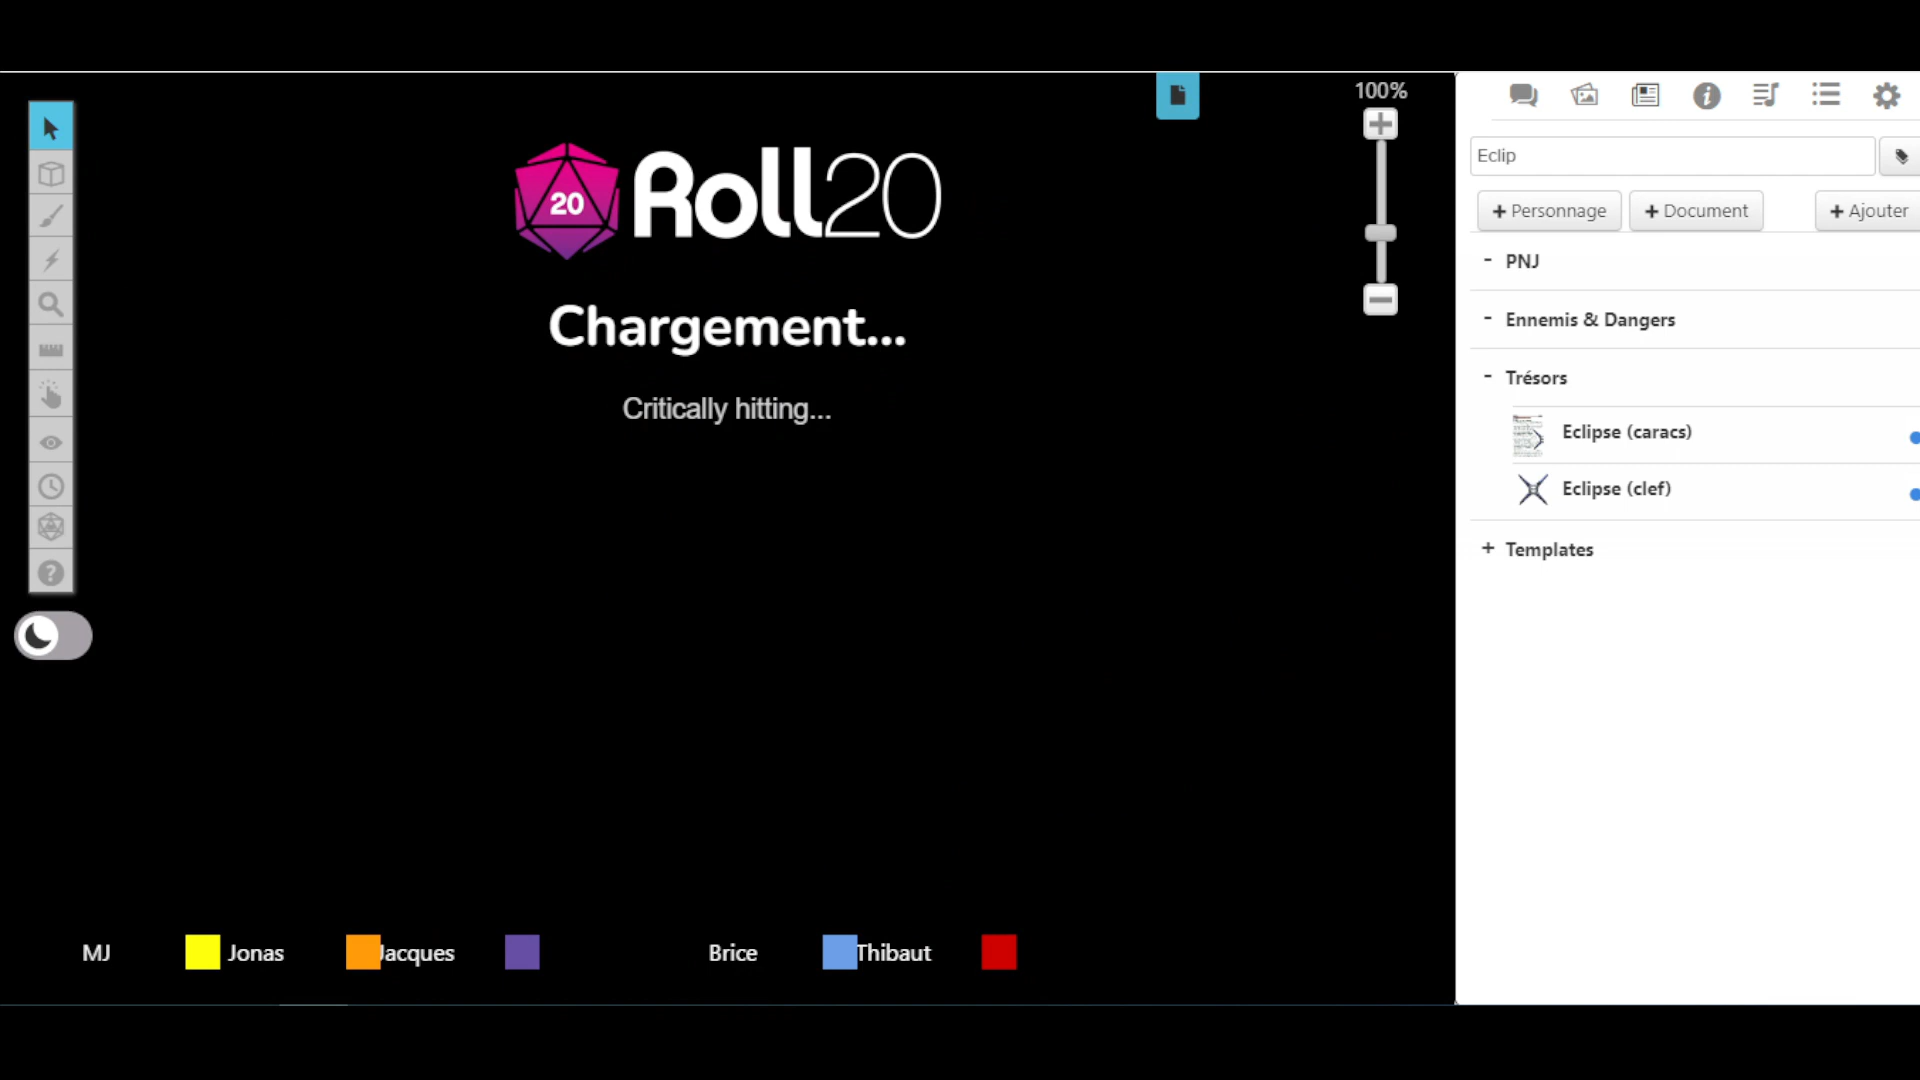 100%
20 Roll20
Chargement...
Critically hitting...
MJ
Jonas
Jacques
Brice
Thibaut
Eclip
+ Personnage
+ Document
+ Ajouter
- PNJ
- Ennemis & Dangers
- Trésors
Eclipse (caracs)
Eclipse (clef)
+ Templates